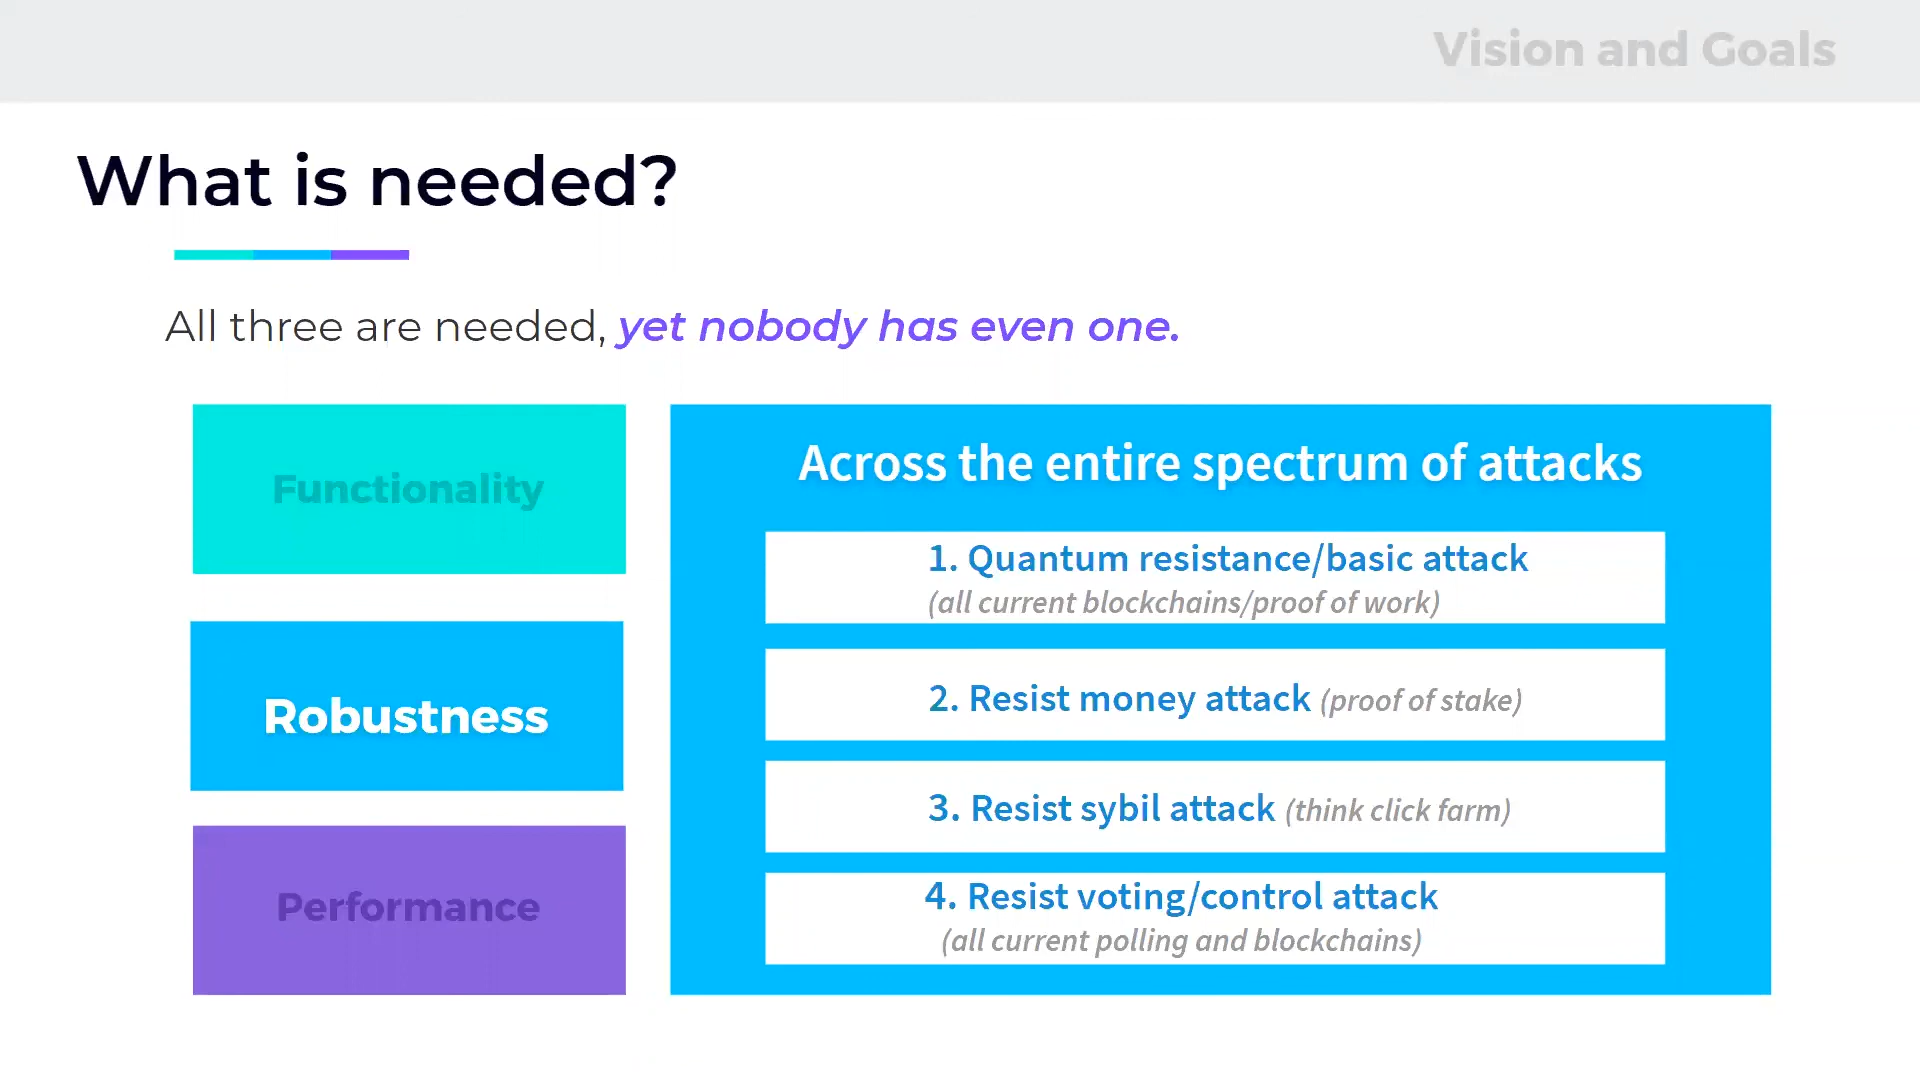 Vision and Goals
What is needed?
All three are needed, yet nobody has even one.
Functionality
Robustness
Performance
Across the entire spectrum of attacks
1. Quantum resistance/basic attack
(all current blockchains/proof of work)
2. Resist money attack (proof of stake)
3. Resist sybil attack (think click farm)
4. Resist voting/control attack
(all current polling and blockchains)